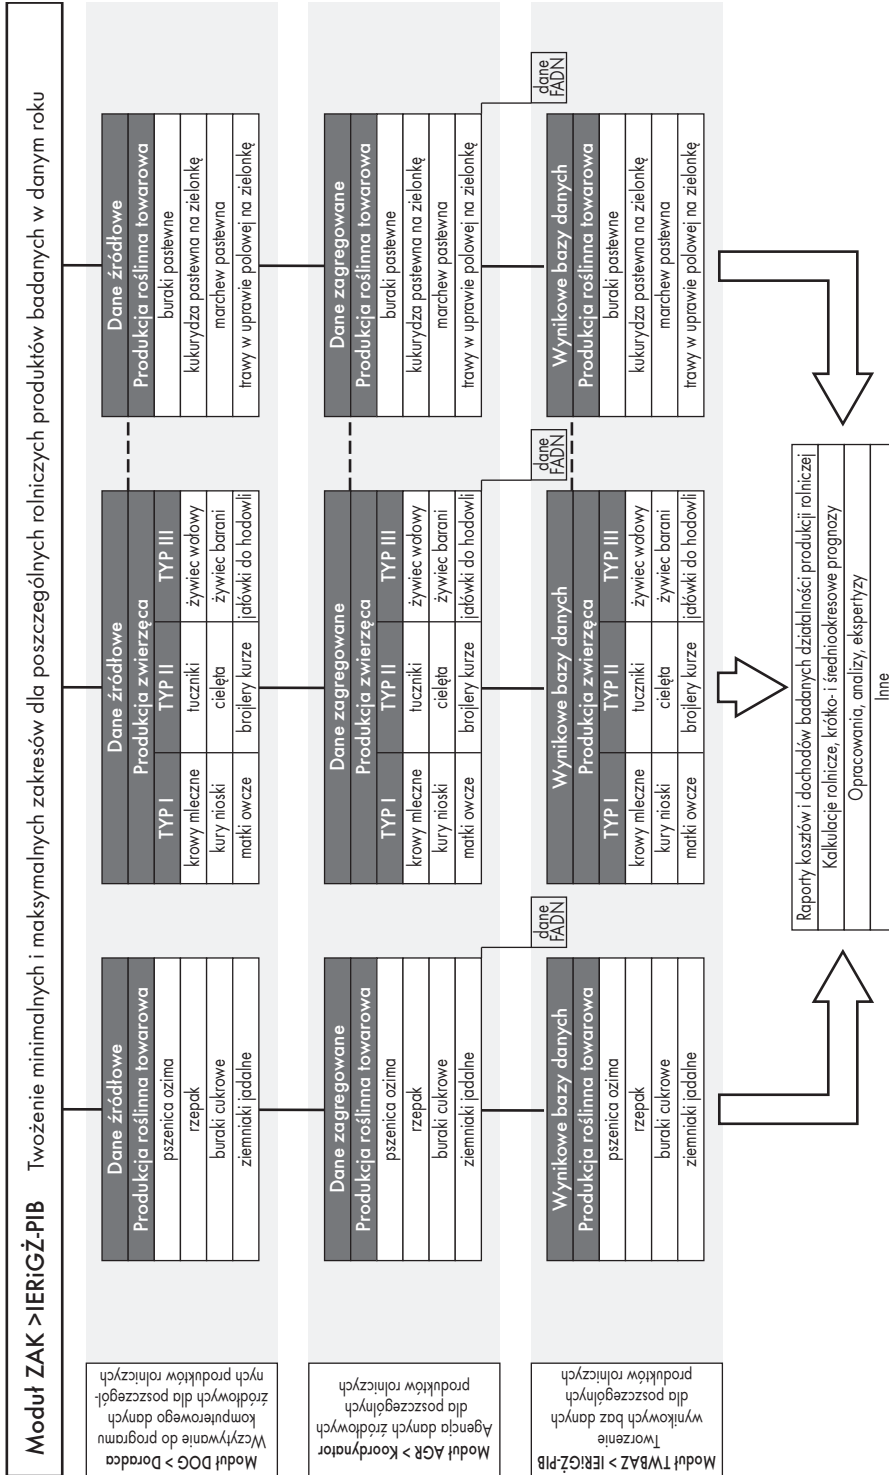 Moduł ZAK >IERiGŻ-PIB Twożenie minimalnych i maksymalnych zakresów dla poszczególnych rolniczych produktów badanych w danym roku
Moduł DOG > Doradca
Wczytywanie do programu
komputerowego danych
źródłowych dla poszczegól-
nych produktów rolniczych
Dane źródłowe
Produkcja roślinna towarowa
pszenica ozima
rzepak
buraki cukrowe
ziemniaki jadalne
Dane źródłowe
Produkcja zwierzęca
TYP I TYP II TYP III
krowy mleczne tuczniki żywiec wołowy
kury nioski cielęta żywiec barani
matki owcze brojlery kurze jałówki do hodowli
Dane źródłowe
Produkcja roślinna towarowa
buraki pastewne
kukurydza pastewna na zielonkę
marchew pastewna
trawy w uprawie polowej na zielonkę
Moduł AGR > Koordynator
Agencja danych źródłowych
dla poszczególnych
produktów rolniczych
Dane zagregowane
Produkcja roślinna towarowa
pszenica ozima
rzepak
buraki cukrowe
ziemniaki jadalne
dane
FADN
Dane zagregowane
Produkcja zwierzęca
TYP I TYP II TYP III
krowy mleczne tuczniki żywiec wołowy
kury nioski cielęta żywiec barani
matki owcze brojlery kurze jałówki do hodowli
dane
FADN
Dane zagregowane
Produkcja roślinna towarowa
buraki pastewne
kukurydza pastewna na zielonkę
marchew pastewna
trawy w uprawie polowej na zielonkę
dane
FADN
Moduł TWBAZ > IERiGŻ-PIB
Tworzenie
wynikowych baz danych
dla poszczególnych
produktów rolniczych
Wynikowe bazy danych
Produkcja roślinna towarowa
pszenica ozima
rzepak
buraki cukrowe
ziemniaki jadalne
Wynikowe bazy danych
Produkcja zwierzęca
TYP I TYP II TYP III
krowy mleczne tuczniki żywiec wołowy
kury nioski cielęta żywiec barani
matki owcze brojlery kurze jałówki do hodowli
Wynikowe bazy danych
Produkcja roślinna towarowa
buraki pastewne
kukurydza pastewna na zielonkę
marchew pastewna
trawy w uprawie polowej na zielonkę
Raporty kosztów i dochodów badanych działalności produkcji rolniczej
Kalkulacje rolnicze, krótko- i średniookresowe prognozy
Opracowania, analizy, ekspertyzy
Inne